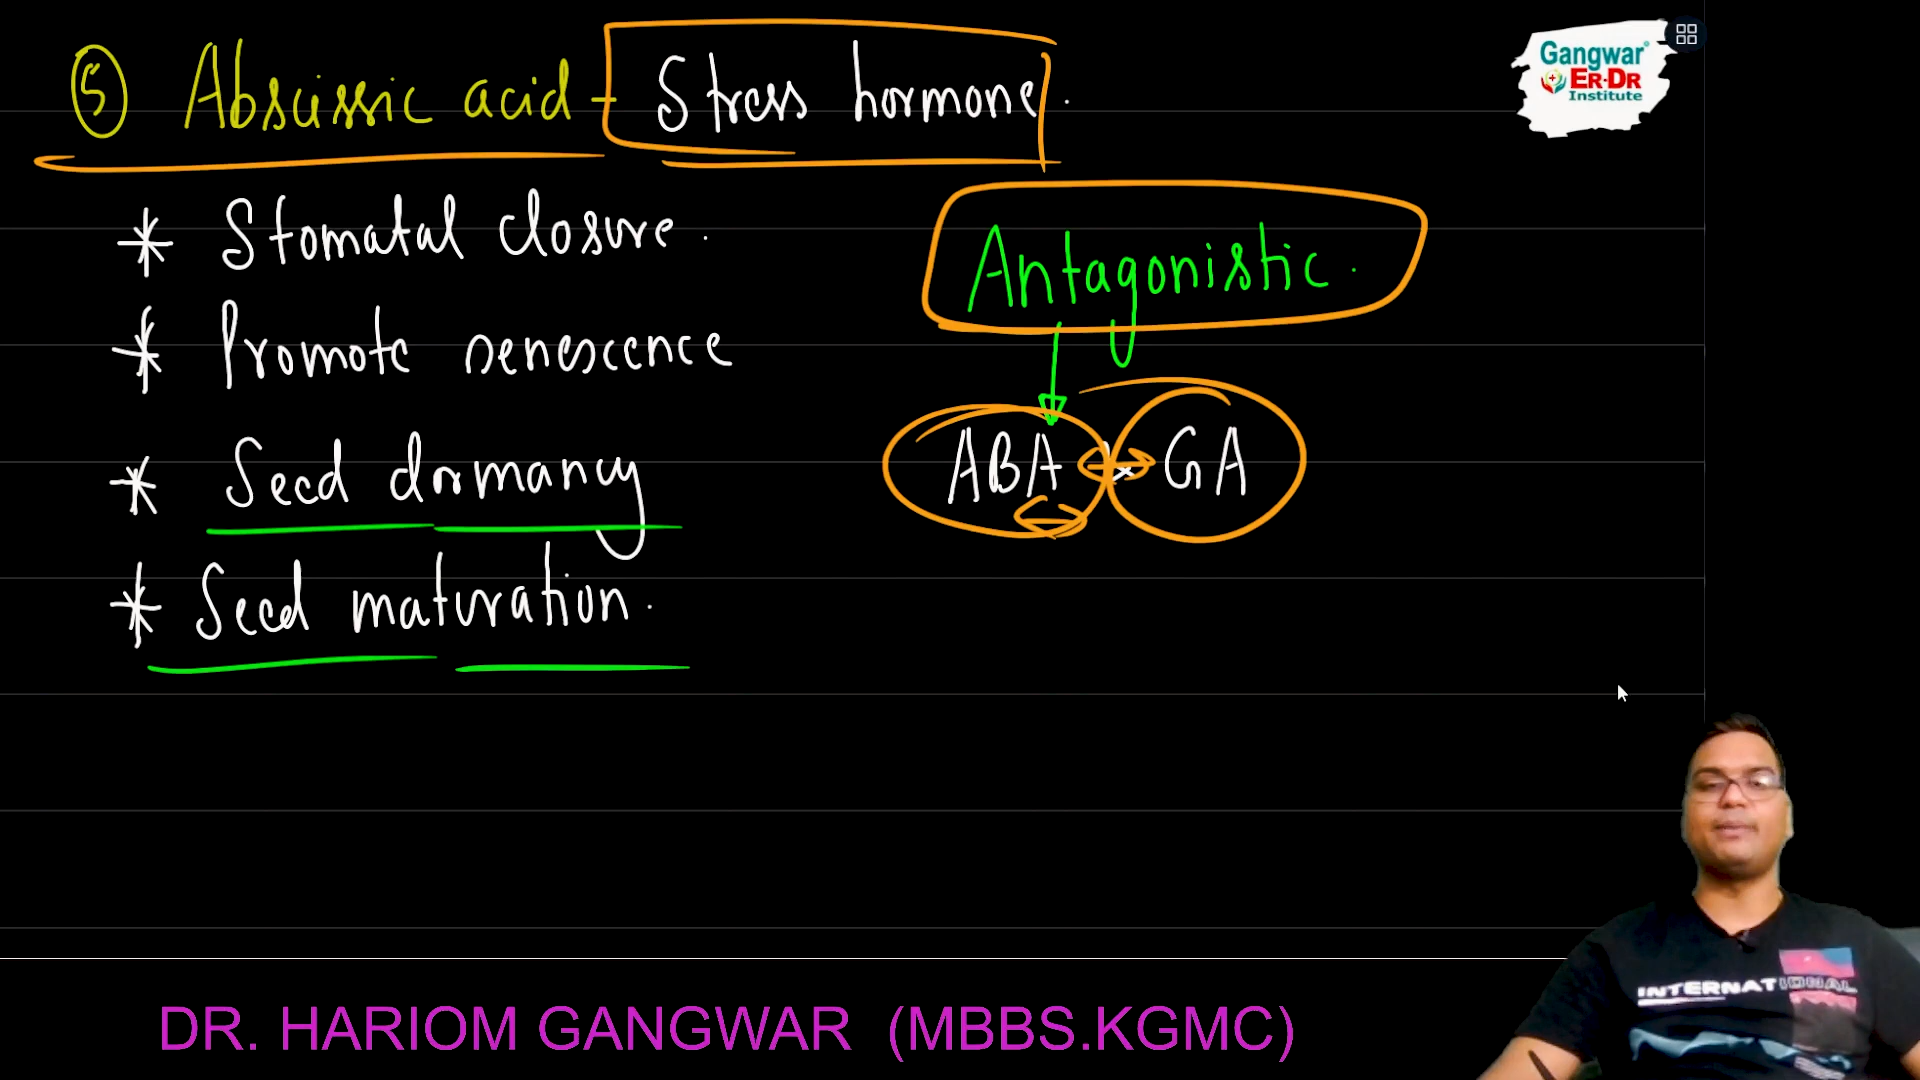 5 Abscissic acid - Stress hormone.
* Stomatal closure.
* Promote senescence
* Seed dormancy
* Seed maturation.
Antagonistic.
ABA × GA
Gangwar®
ER-DR
Institute
INTERNATIONAL
DR. HARIOM GANGWAR (MBBS.KGMC)